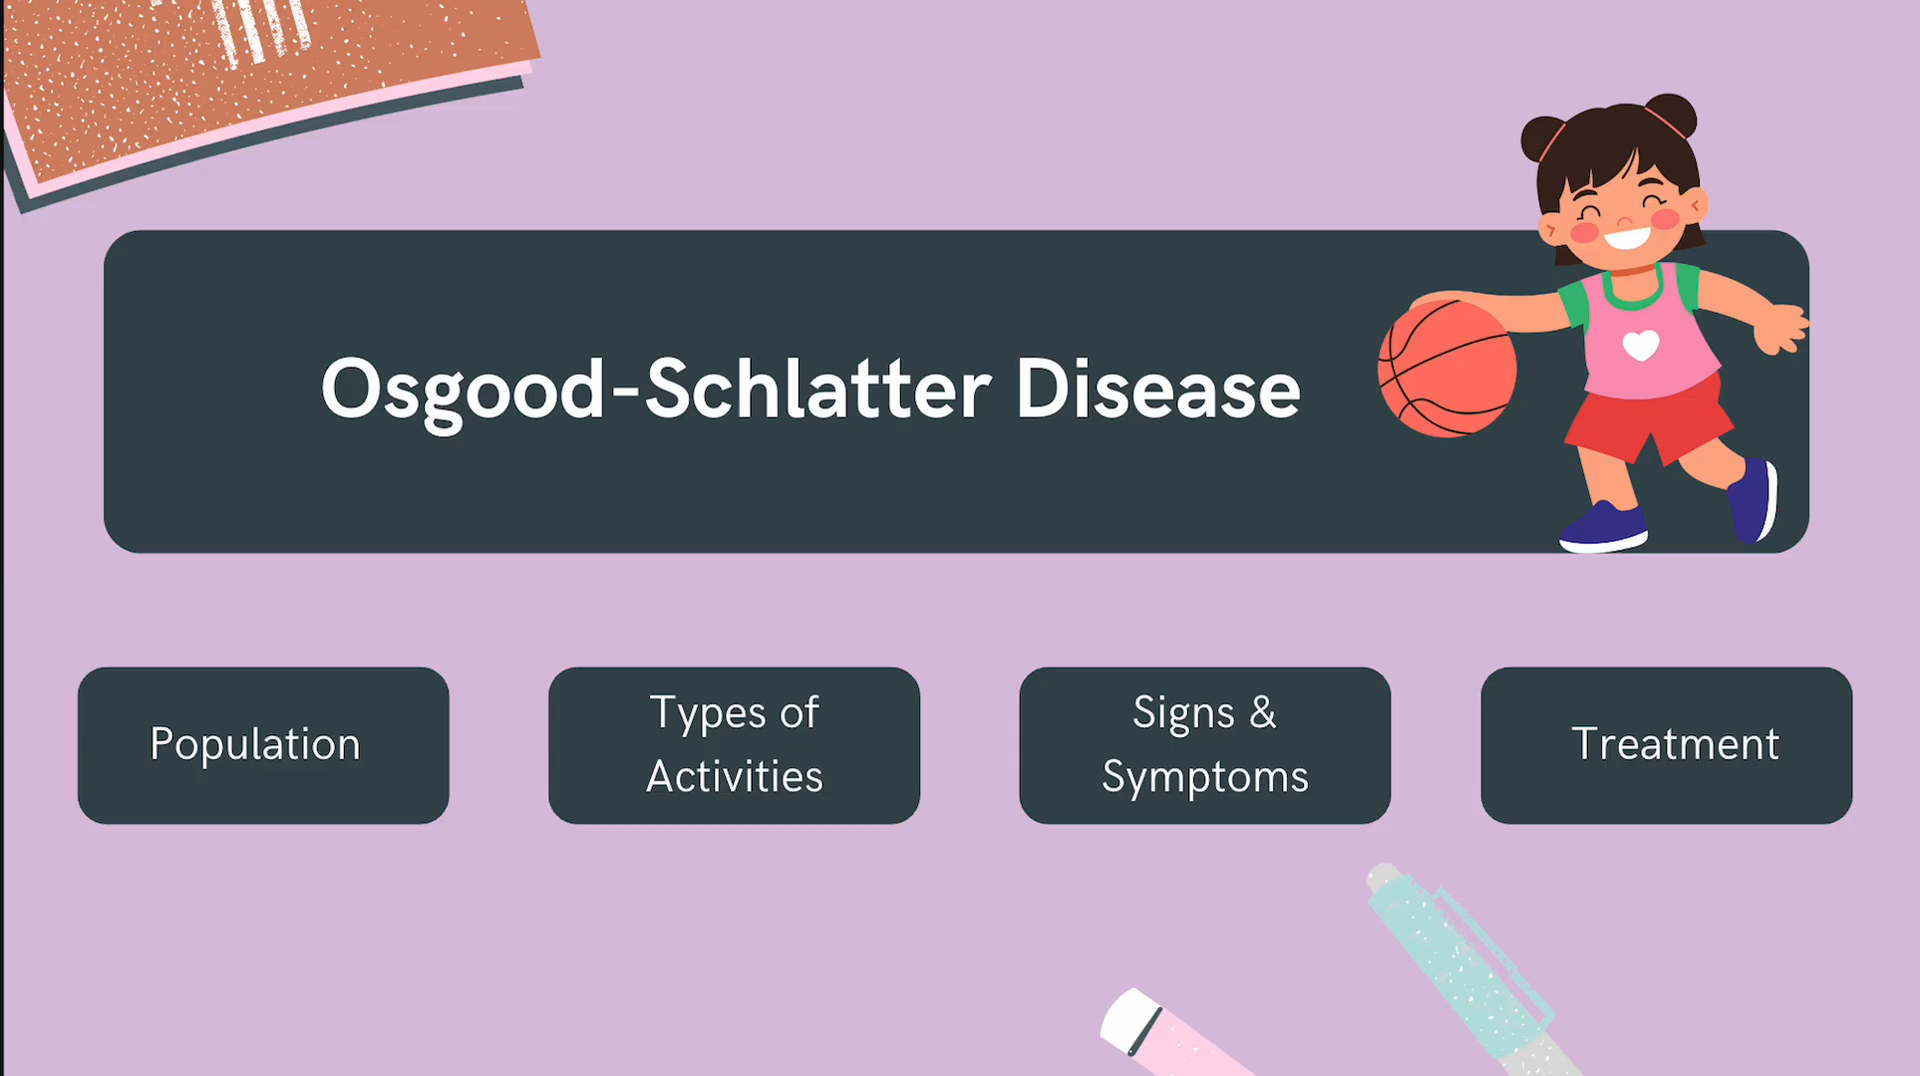 Osgood-Schlatter Disease
Population
Types of
Activities
Signs &
Symptoms
Treatment